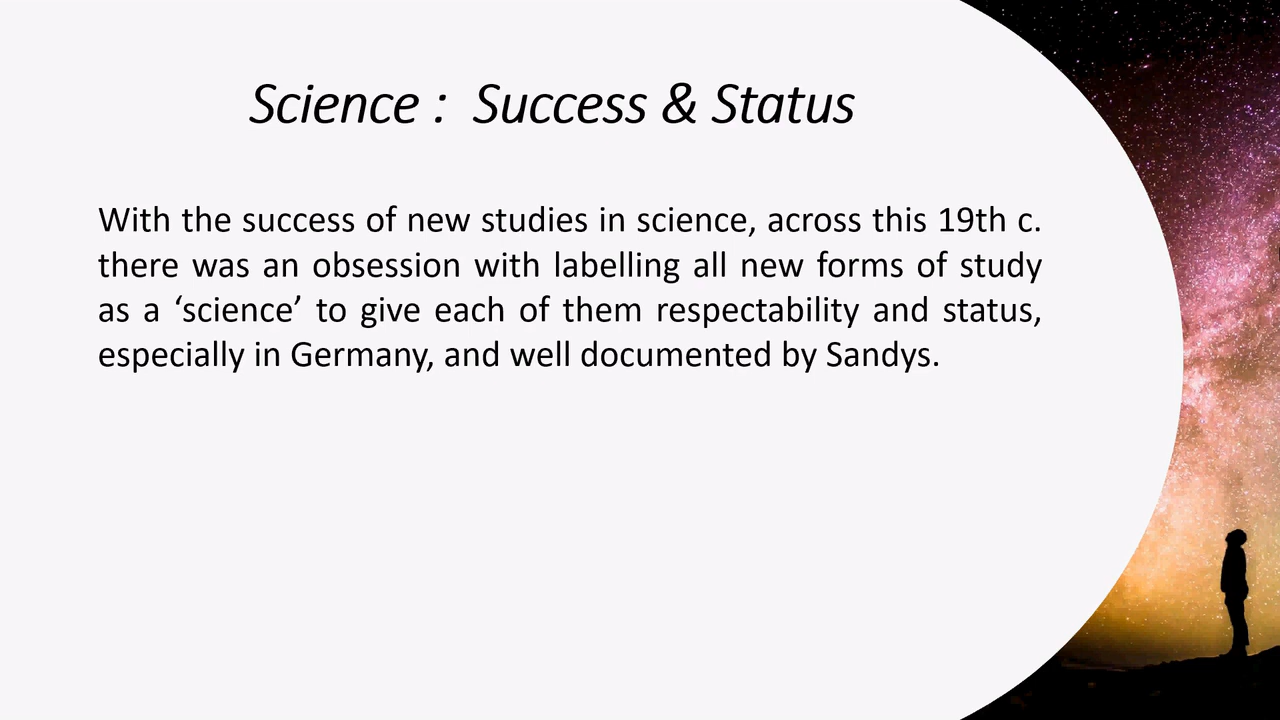 Science :  Success & Status
With the success of new studies in science, across this 19th c.
there was an obsession with labelling all new forms of study
as a ‘science’ to give each of them respectability and status,
especially in Germany, and well documented by Sandys.